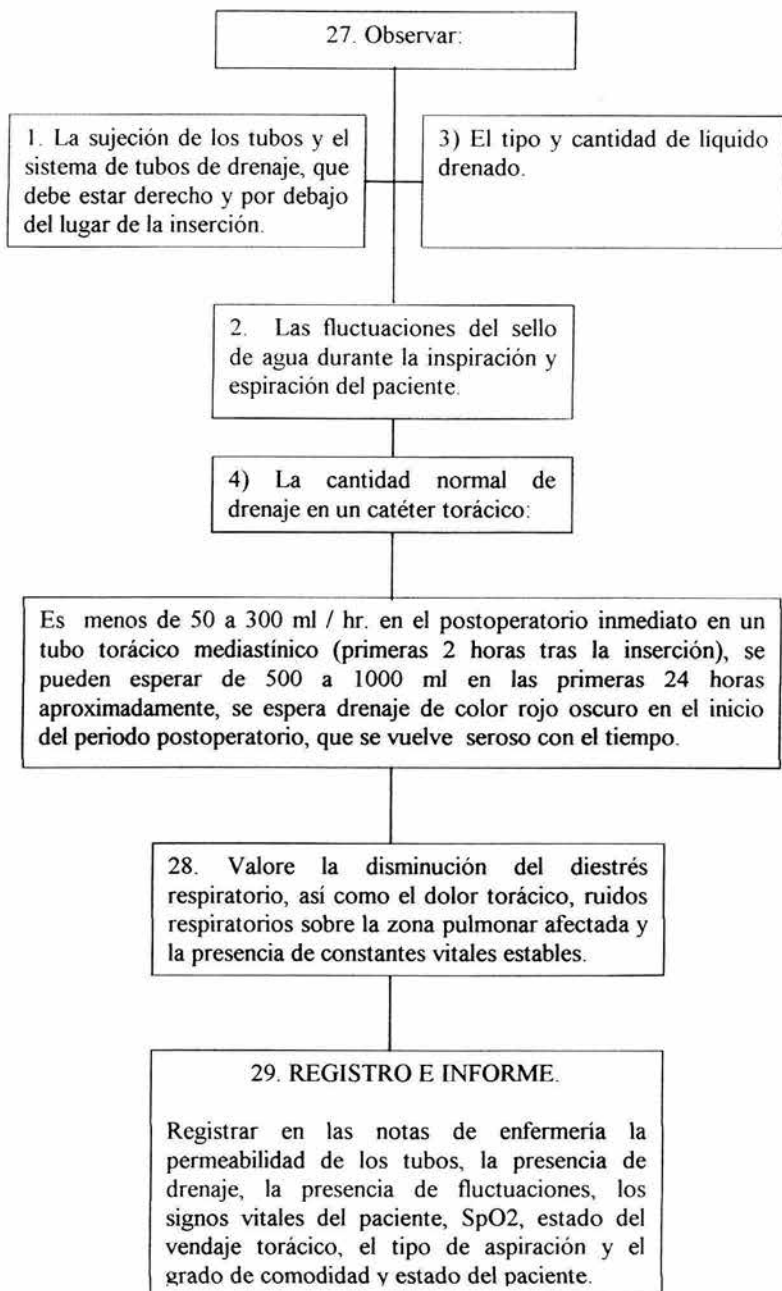 27. Observar:
1. La sujeción de los tubos y el
sistema de tubos de drenaje, que
debe estar derecho y por debajo
del lugar de la inserción.
3) El tipo y cantidad de liquido
drenado.
2. Las fluctuaciones del sello
de agua durante la inspiración y
espiración del paciente.
4) La cantidad normal de
drenaje en un catéter torácico:
Es menos de 50 a 300 ml / hr. en el postoperatorio inmediato en un
tubo torácico mediastínico (primeras 2 horas tras la inserción), se
pueden esperar de 500 a 1000 ml en las primeras 24 horas
aproximadamente, se espera drenaje de color rojo oscuro en el inicio
del periodo postoperatorio, que se vuelve seroso con el tiempo.
28. Valore la disminución del diestrés
respiratorio, así como el dolor torácico, ruidos
respiratorios sobre la zona pulmonar afectada y
la presencia de constantes vitales estables.
29. REGISTRO E INFORME.
Registrar en las notas de enfermería la
permeabilidad de los tubos, la presencia de
drenaje, la presencia de fluctuaciones, los
signos vitales del paciente, SpO2, estado del
vendaje torácico, el tipo de aspiración y el
grado de comodidad y estado del paciente.